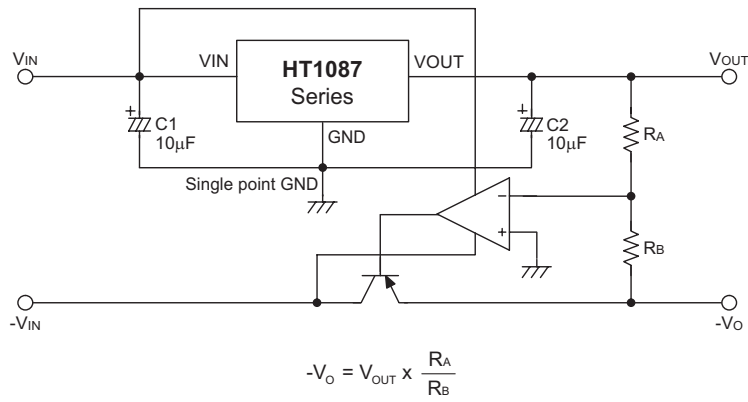 VIN
VIN
HT1087
Series
VOUT
VOUT
+
C1
10μF
GND
+
C2
10μF
RA
Single point GND
−
+
RB
-VIN
-VO
-VO = VOUT x RA
RB